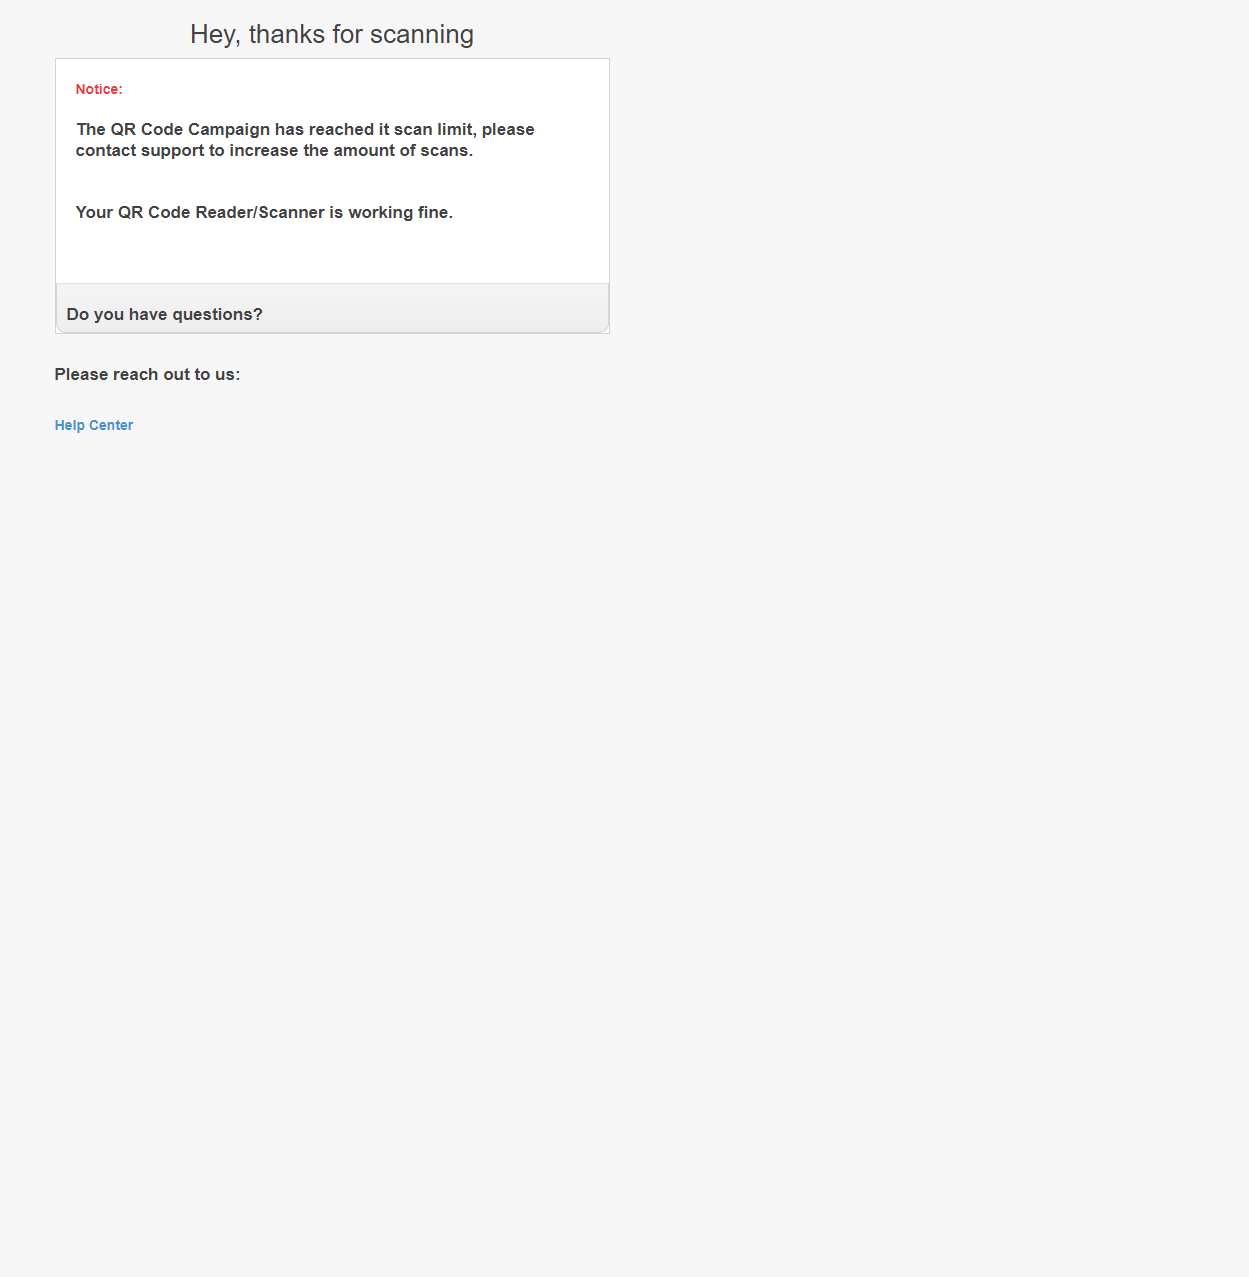 Hey, thanks for scanning
Notice:
The QR Code Campaign has reached it scan limit, please
contact support to increase the amount of scans.
Your QR Code Reader/Scanner is working fine.
Do you have questions?
Please reach out to us:
Help Center